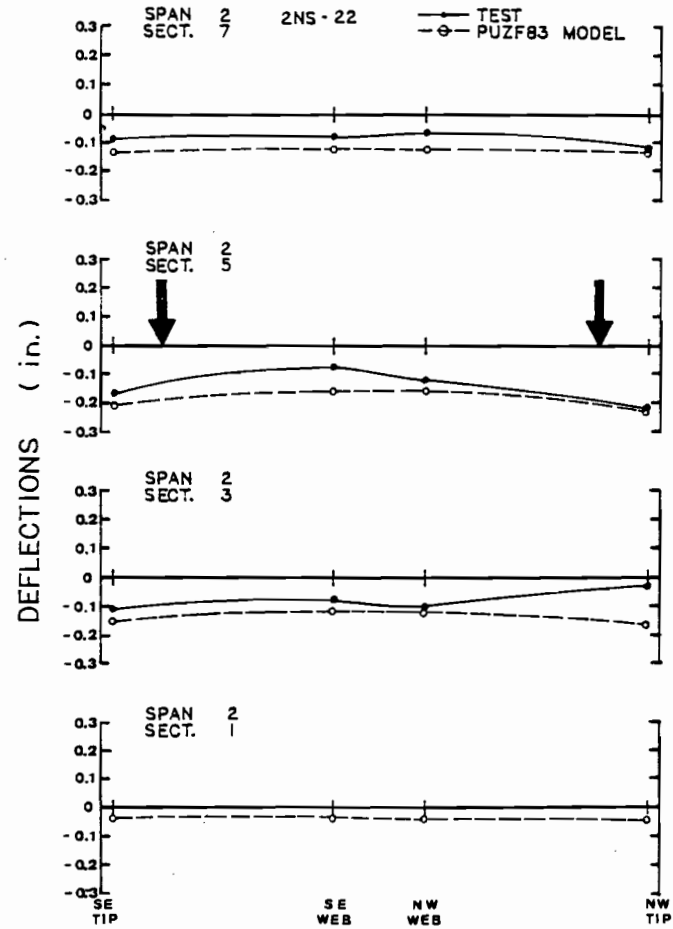 SPAN 2 2NS-22 TEST
SECT. 7 PUZF83 MODEL
0.3
0.2
0.1
0
-0.1
-0.2
-0.3
SPAN 2
SECT. 5
0.3
0.2
0.1
0
-0.1
-0.2
-0.3
DEFLECTIONS (in.)
SPAN 2
SECT. 3
0.3
0.2
0.1
0
-0.1
-0.2
-0.3
SPAN 2
SECT. 1
0.3
0.2
0.1
0
-0.1
-0.2
-0.3
SE TIP
SE WEB
NW WEB
NW TIP